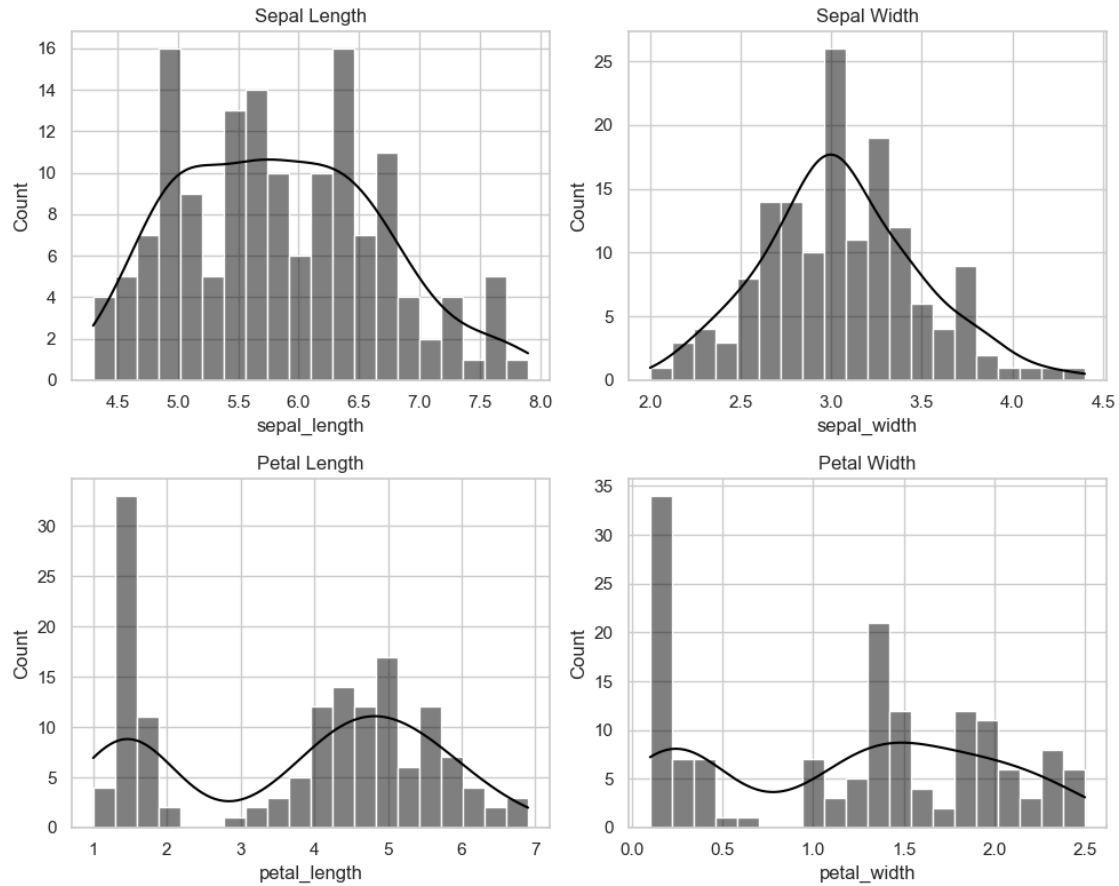 Sepal Length
Count
16
14
12
10
8
6
4
2
0
4.5 5.0 5.5 6.0 6.5 7.0 7.5 8.0
sepal_length
Sepal Width
Count
25
20
15
10
5
0
2.0 2.5 3.0 3.5 4.0 4.5
sepal_width
Petal Length
Count
30
25
20
15
10
5
0
1 2 3 4 5 6 7
petal_length
Petal Width
Count
35
30
25
20
15
10
5
0
0.0 0.5 1.0 1.5 2.0 2.5
petal_width